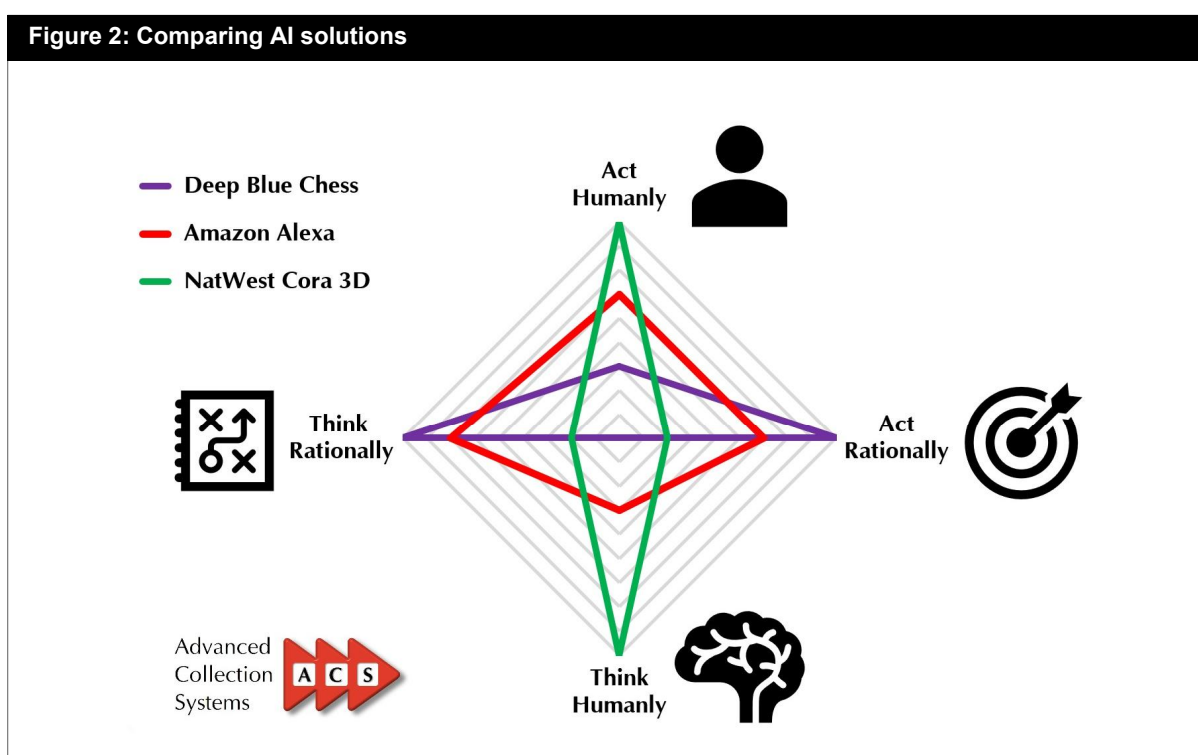 Figure 2: Comparing AI solutions
Deep Blue Chess
Amazon Alexa
NatWest Cora 3D
Act
Humanly
Think
Rationally
Act
Rationally
Think
Humanly
Advanced
Collection
Systems
A C S